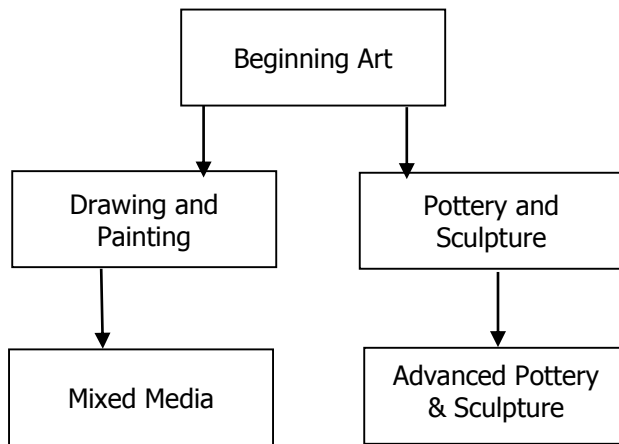 Beginning Art
Drawing and
Painting
Pottery and
Sculpture
Mixed Media
Advanced Pottery
& Sculpture